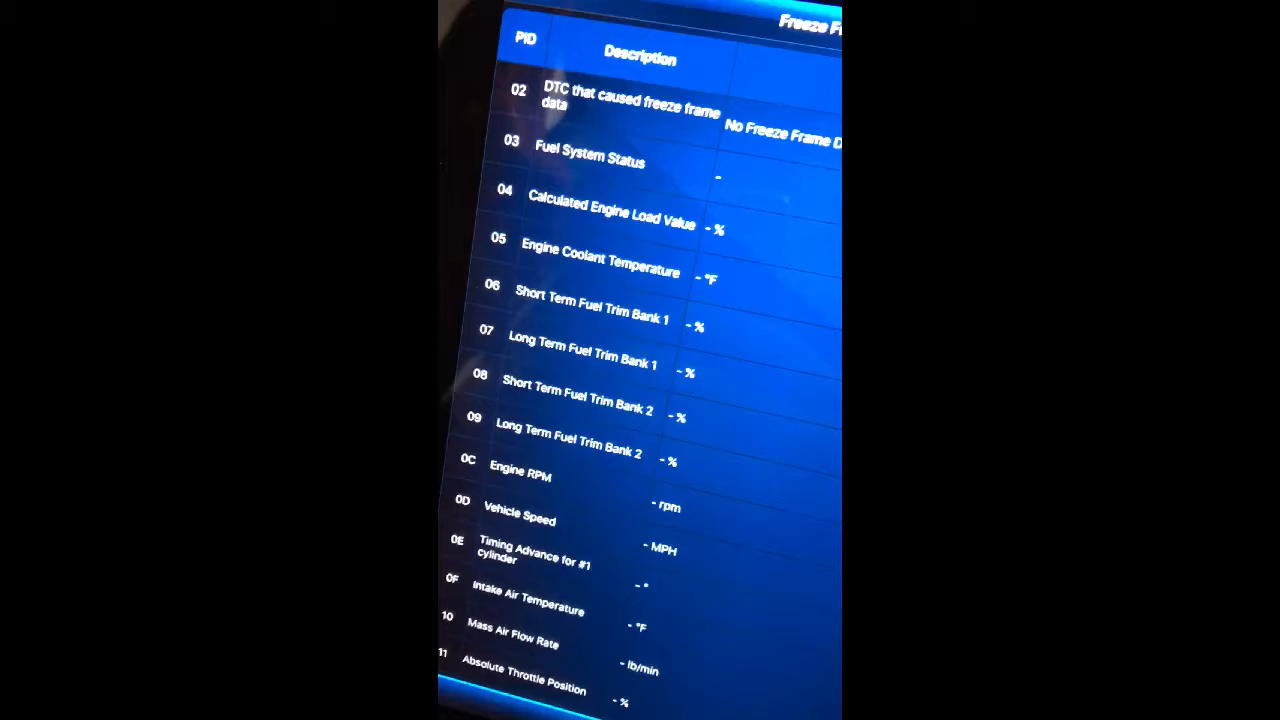 Freeze
PID Description
02 DTC that caused freeze frame
data
No Freeze Frame
03 Fuel System Status -
04 Calculated Engine Load Value - %
05 Engine Coolant Temperature - °F
06 Short Term Fuel Trim Bank 1 - %
07 Long Term Fuel Trim Bank 1 - %
08 Short Term Fuel Trim Bank 2 - %
09 Long Term Fuel Trim Bank 2 - %
0C Engine RPM - rpm
0D Vehicle Speed - MPH
0E Timing Advance for #1
cylinder - °
0F Intake Air Temperature - °F
10 Mass Air Flow Rate - lb/min
11 Absolute Throttle Position - %